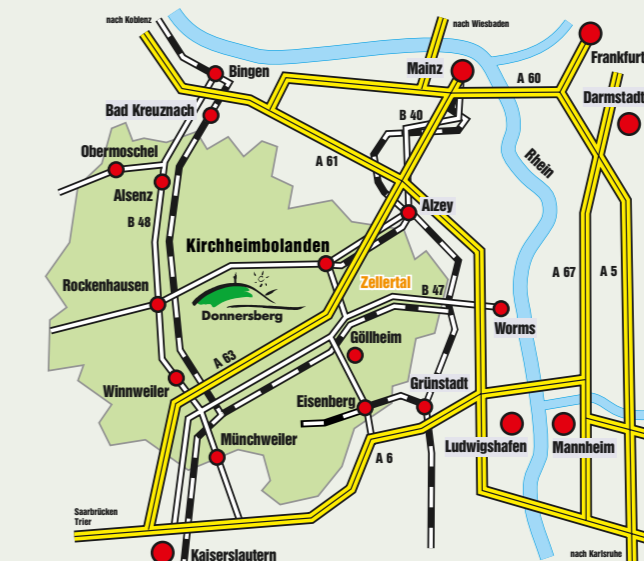 nach Koblenz
nach Wiesbaden
Frankfurt
Mainz
Bingen
A 60
Darmstadt
Bad Kreuznach
B 40
Obermoschel
A 61
Rhein
Alsenz
Alzey
B 48
Kirchheimbolanden
A 67
A 5
Zellertal
Rockenhausen
B 47
Donnersberg
Worms
Göllheim
A 63
Winnweiler
Grünstadt
Eisenberg
Münchweiler
Ludwigshafen
Mannheim
A 6
Saarbrücken
Trier
Kaiserslautern
nach Karlsruhe